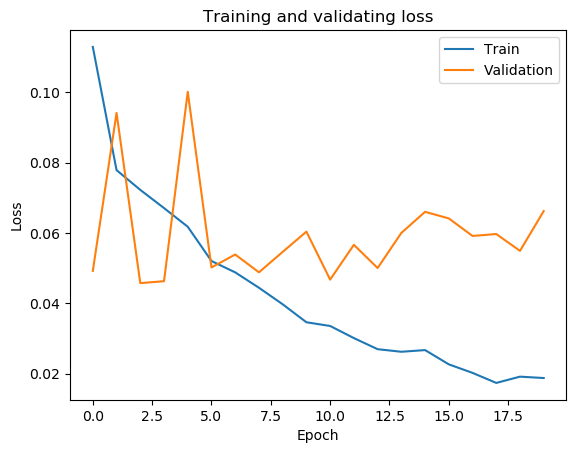 Training and validating loss
Train
Validation
0.10
0.08
0.06
0.04
0.02
Loss
0.0 2.5 5.0 7.5 10.0 12.5 15.0 17.5
Epoch